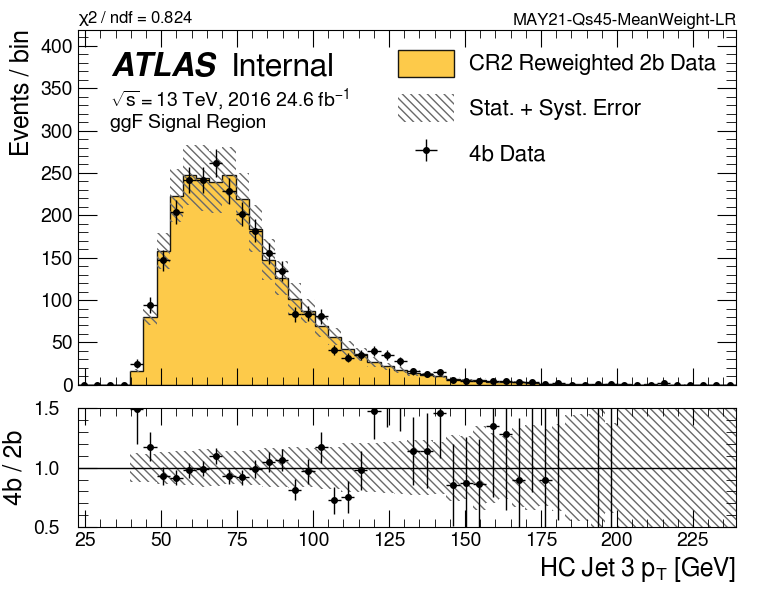 χ² / ndf = 0.824
MAY21-Qs45-MeanWeight-LR
Events / bin
400
350
300
250
200
150
100
50
0
ATLAS Internal
√s = 13 TeV, 2016 24.6 fb⁻¹
ggF Signal Region
CR2 Reweighted 2b Data
Stat. + Syst. Error
4b Data
4b / 2b
1.5
1.0
0.5
25 50 75 100 125 150 175 200 225
HC Jet 3 p_T [GeV]